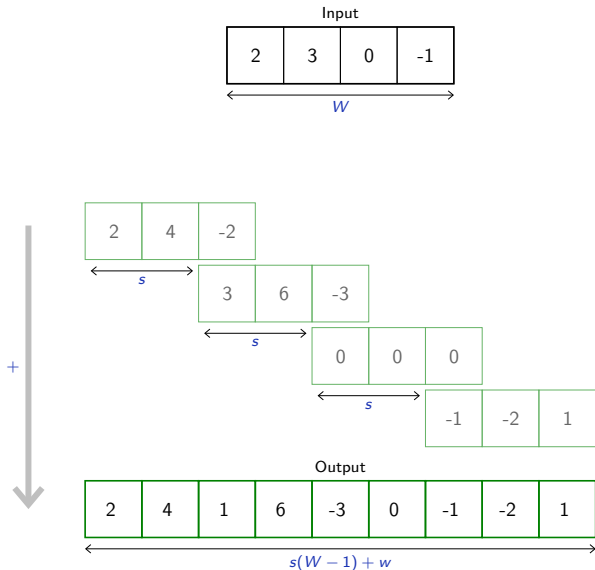 Input
2 3 0 -1
W
2 4 -2
s
3 6 -3
s
0 0 0
s
+
-1 -2 1
Output
2 4 1 6 -3 0 -1 -2 1
s(W − 1) + w